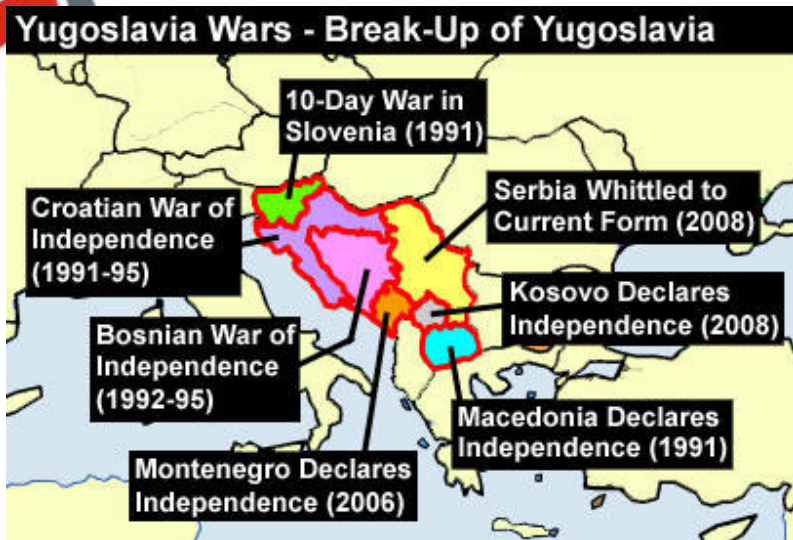 Yugoslavia Wars - Break-Up of Yugoslavia
10-Day War in
Slovenia (1991)
Croatian War of
Independence
(1991-95)
Serbia Whittled to
Current Form (2008)
Kosovo Declares
Independence (2008)
Bosnian War of
Independence
(1992-95)
Macedonia Declares
Independence (1991)
Montenegro Declares
Independence (2006)